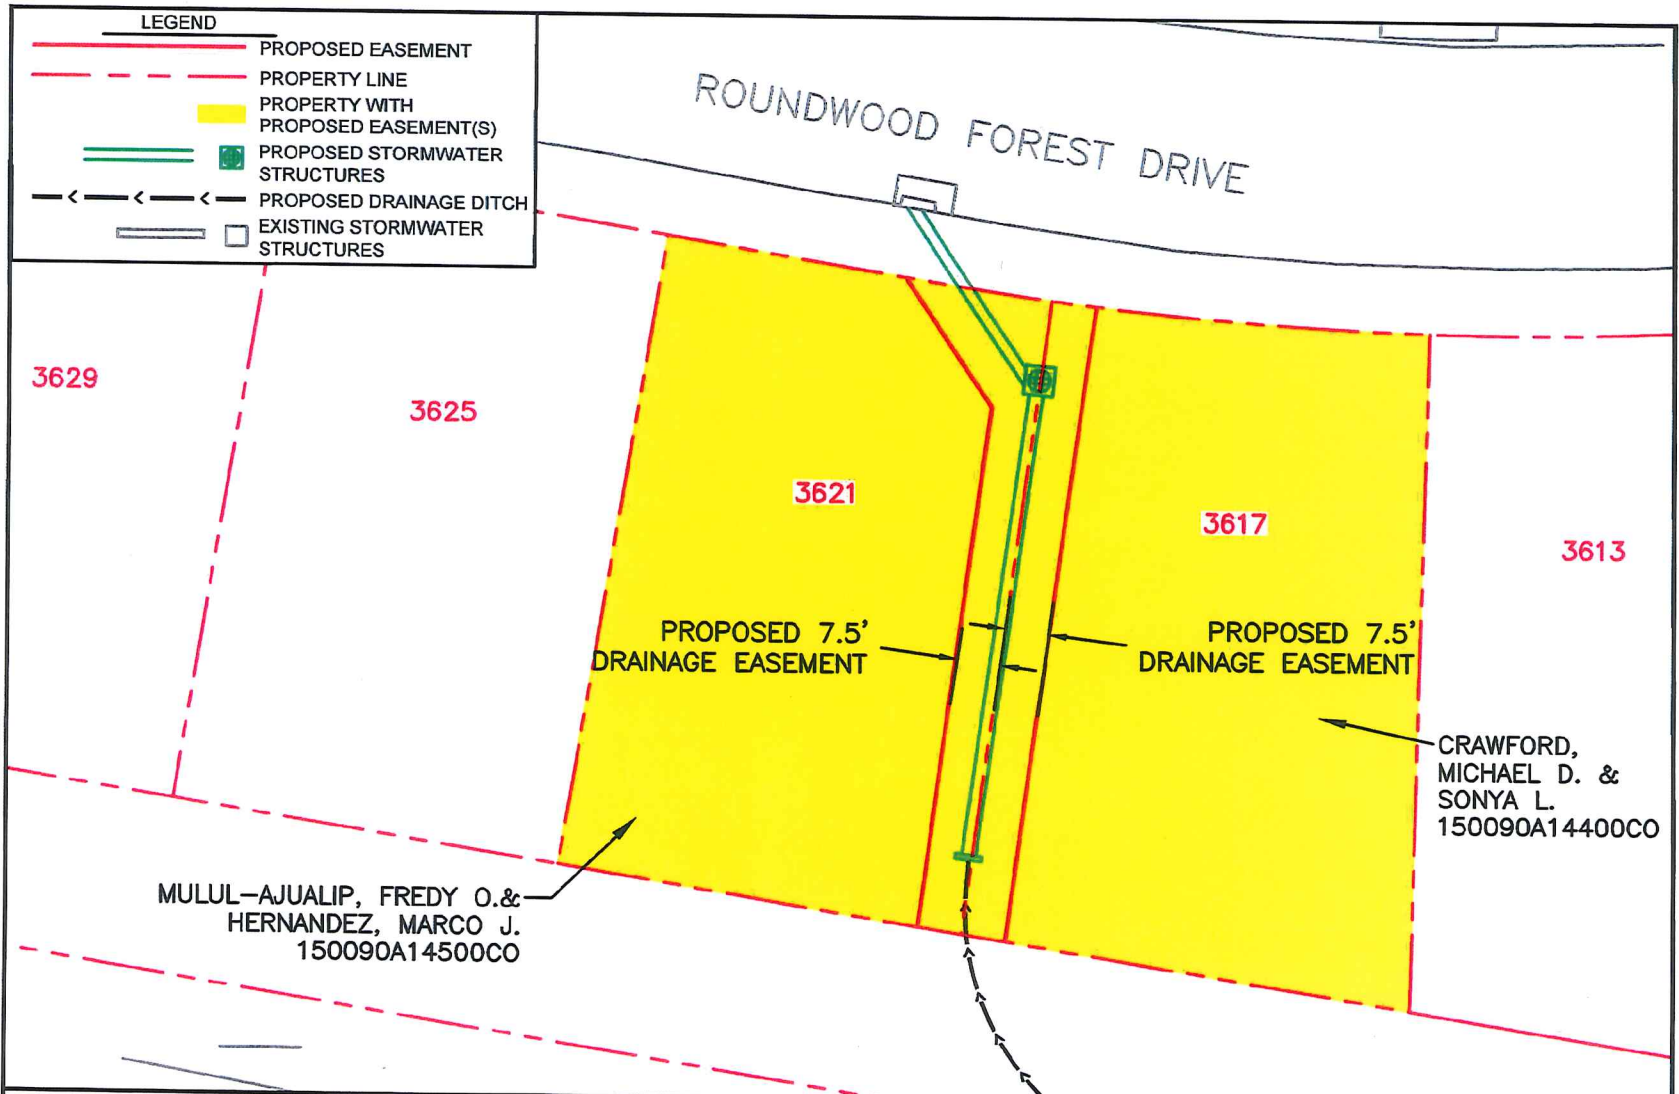 LEGEND
PROPOSED EASEMENT
PROPERTY LINE
PROPERTY WITH
PROPOSED EASEMENT(S)
PROPOSED STORMWATER
STRUCTURES
PROPOSED DRAINAGE DITCH
EXISTING STORMWATER
STRUCTURES
ROUNDWOOD FOREST DRIVE
3629
3625
3621
3617
3613
PROPOSED 7.5'
DRAINAGE EASEMENT
PROPOSED 7.5'
DRAINAGE EASEMENT
CRAWFORD,
MICHAEL D. &
SONYA L.
150090A14400CO
MULUL-AJUALIP, FREDY O.&
HERNANDEZ, MARCO J.
150090A14500CO